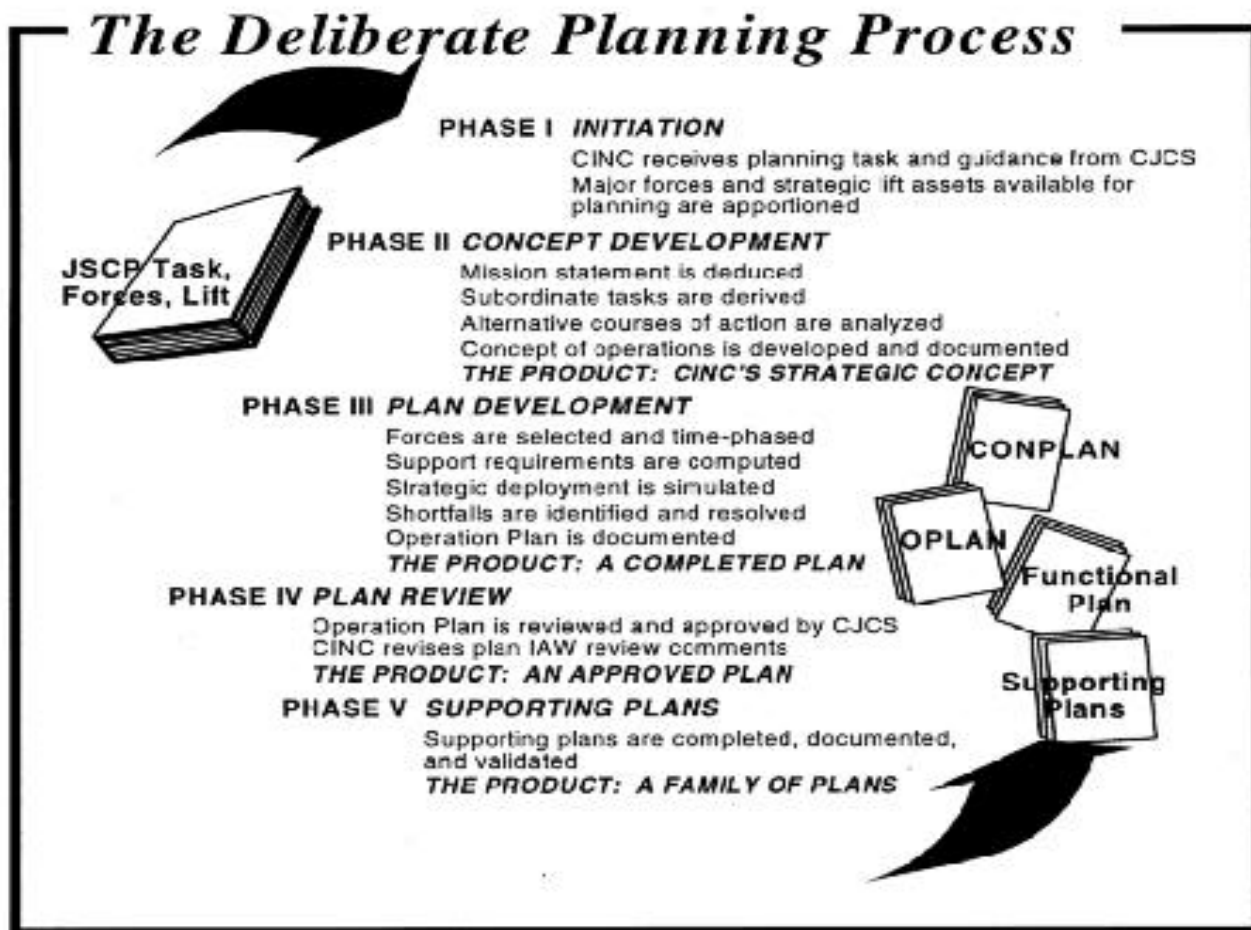 The Deliberate Planning Process
PHASE I INITIATION
CINC receives planning task and guidance from CJCS
Major forces and strategic lift assets available for
planning are apportioned
JSCP Task,
Forces, Lift
PHASE II CONCEPT DEVELOPMENT
Mission statement is deduced
Subordinate tasks are derived
Alternative courses of action are analyzed
Concept of operations is developed and documented
THE PRODUCT: CINC'S STRATEGIC CONCEPT
PHASE III PLAN DEVELOPMENT
Forces are selected and time-phased
Support requirements are computed
Strategic deployment is simulated
Shortfalls are identified and resolved
Operation Plan is documented
THE PRODUCT: A COMPLETED PLAN
CONPLAN
OPLAN
Functional
Plan
Supporting
Plans
PHASE IV PLAN REVIEW
Operation Plan is reviewed and approved by CJCS
CINC revises plan IAW review comments
THE PRODUCT: AN APPROVED PLAN
PHASE V SUPPORTING PLANS
Supporting plans are completed, documented,
and validated
THE PRODUCT: A FAMILY OF PLANS